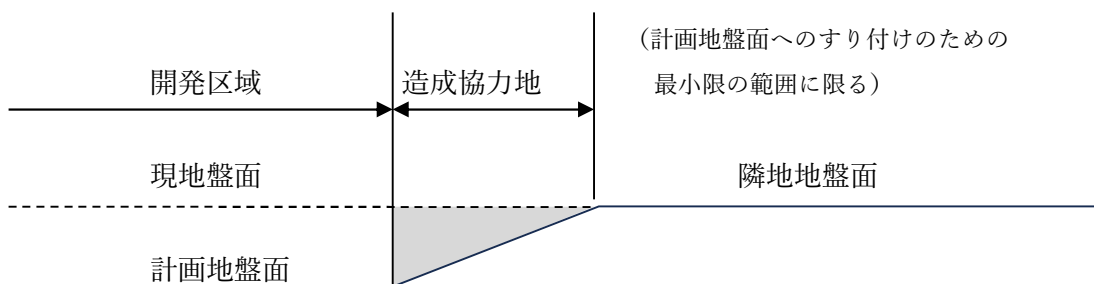 （計画地盤面へのすり付けのための
最小限の範囲に限る）
開発区域
造成協力地
現地盤面
隣地地盤面
計画地盤面